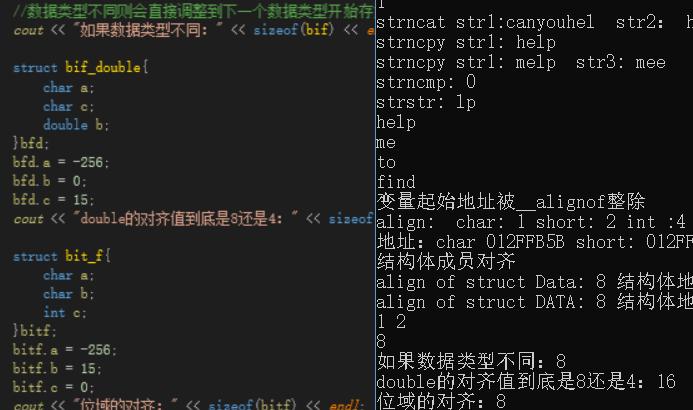 //数据类型不同则会直接调整到下一个数据类型开始存
cout << "如果数据类型不同：" << sizeof(bif) << e
struct bif_double{
char a;
char c;
double b;
}bfd;
bfd.a = -256;
bfd.b = 0;
bfd.c = 15;
cout << "double的对齐值到底是8还是4：" << sizeof
struct bit_f{
char a;
char b;
int c;
}bitf;
bitf.a = -256;
bitf.b = 15;
bitf.c = 0;
cout << "位域的对齐：" << sizeof(bitf) << endl;
1
strncat str1:canyouhel str2： h
strncpy str1: help
strncpy str1: melp str3: mee
strncmp: 0
strstr: lp
help
me
to
find
变量起始地址被__alignof整除
align: char: 1 short: 2 int :4
地址：char 012FFB5B short: 012FF
结构体成员对齐
align of struct Data: 8 结构体地
align of struct DATA: 8 结构体地
1 2
8
如果数据类型不同：8
double的对齐值到底是8还是4：16
位域的对齐：8